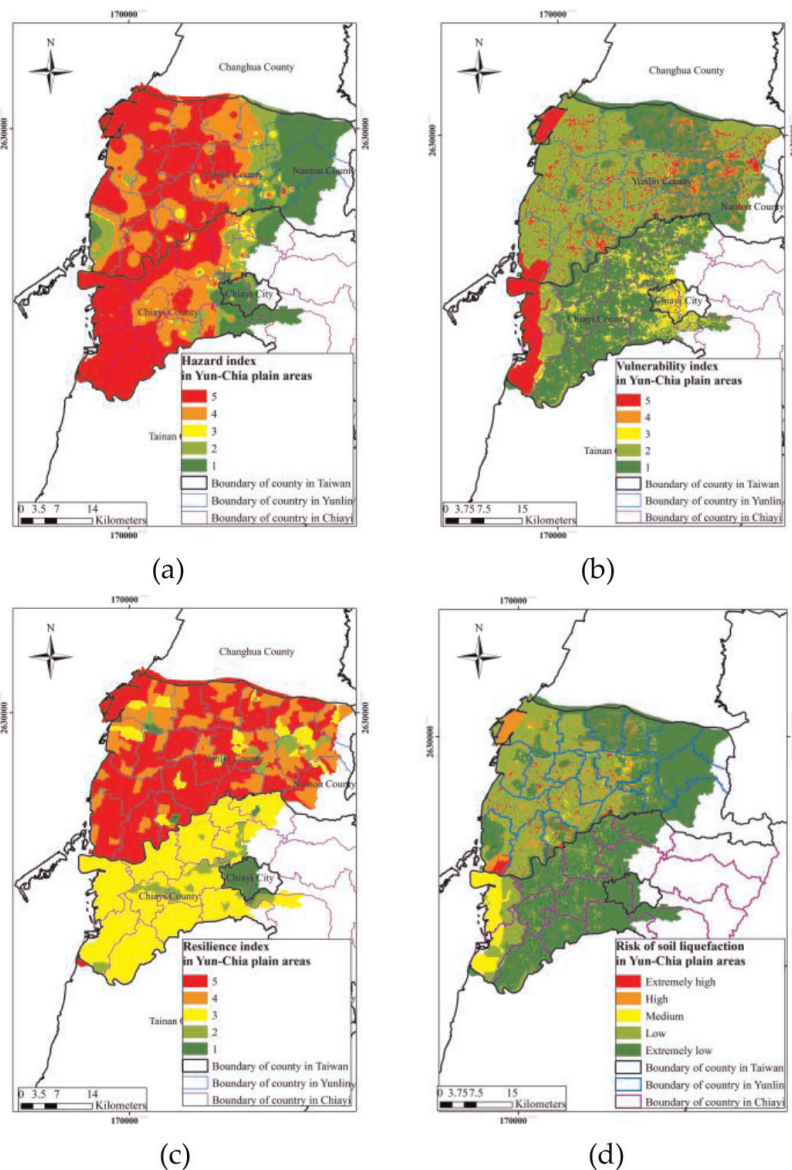 170000
N
Changhua County
2630000
Yunlin County
Nantou County
Chiayi City
Chiayi County
Hazard index
in Yun-Chia plain areas
5
4
3
Tainan
2
1
Boundary of county in Taiwan
Boundary of country in Yunlin
Boundary of country in Chiayi
0 3.5 7 14
Kilometers
170000
(a)
170000
N
Changhua County
2630000
2630000
Yunlin County
Nantou County
Chiayi City
Chiayi County
Vulnerability index
in Yun-Chia plain areas
5
4
3
2
Tainan
1
Boundary of county in Taiwan
Boundary of country in Yunlin
Boundary of country in Chiayi
0 3.75 7.5 15
Kilometers
170000
(b)
170000
N
Changhua County
2630000
Yunlin County
Nantou County
Chiayi City
Chiayi County
Resilience index
in Yun-Chia plain areas
5
4
3
Tainan
2
1
Boundary of county in Taiwan
Boundary of country in Yunlin
Boundary of country in Chiayi
0 3.5 7 14
Kilometers
170000
(c)
170000
N
2630000
Risk of soil liquefaction
in Yun-Chia plain areas
Extremely high
High
Medium
Low
Extremely low
Boundary of county in Taiwan
Boundary of country in Yunlin
Boundary of country in Chiayi
0 3.75 7.5 15
Kilometers
170000
(d)